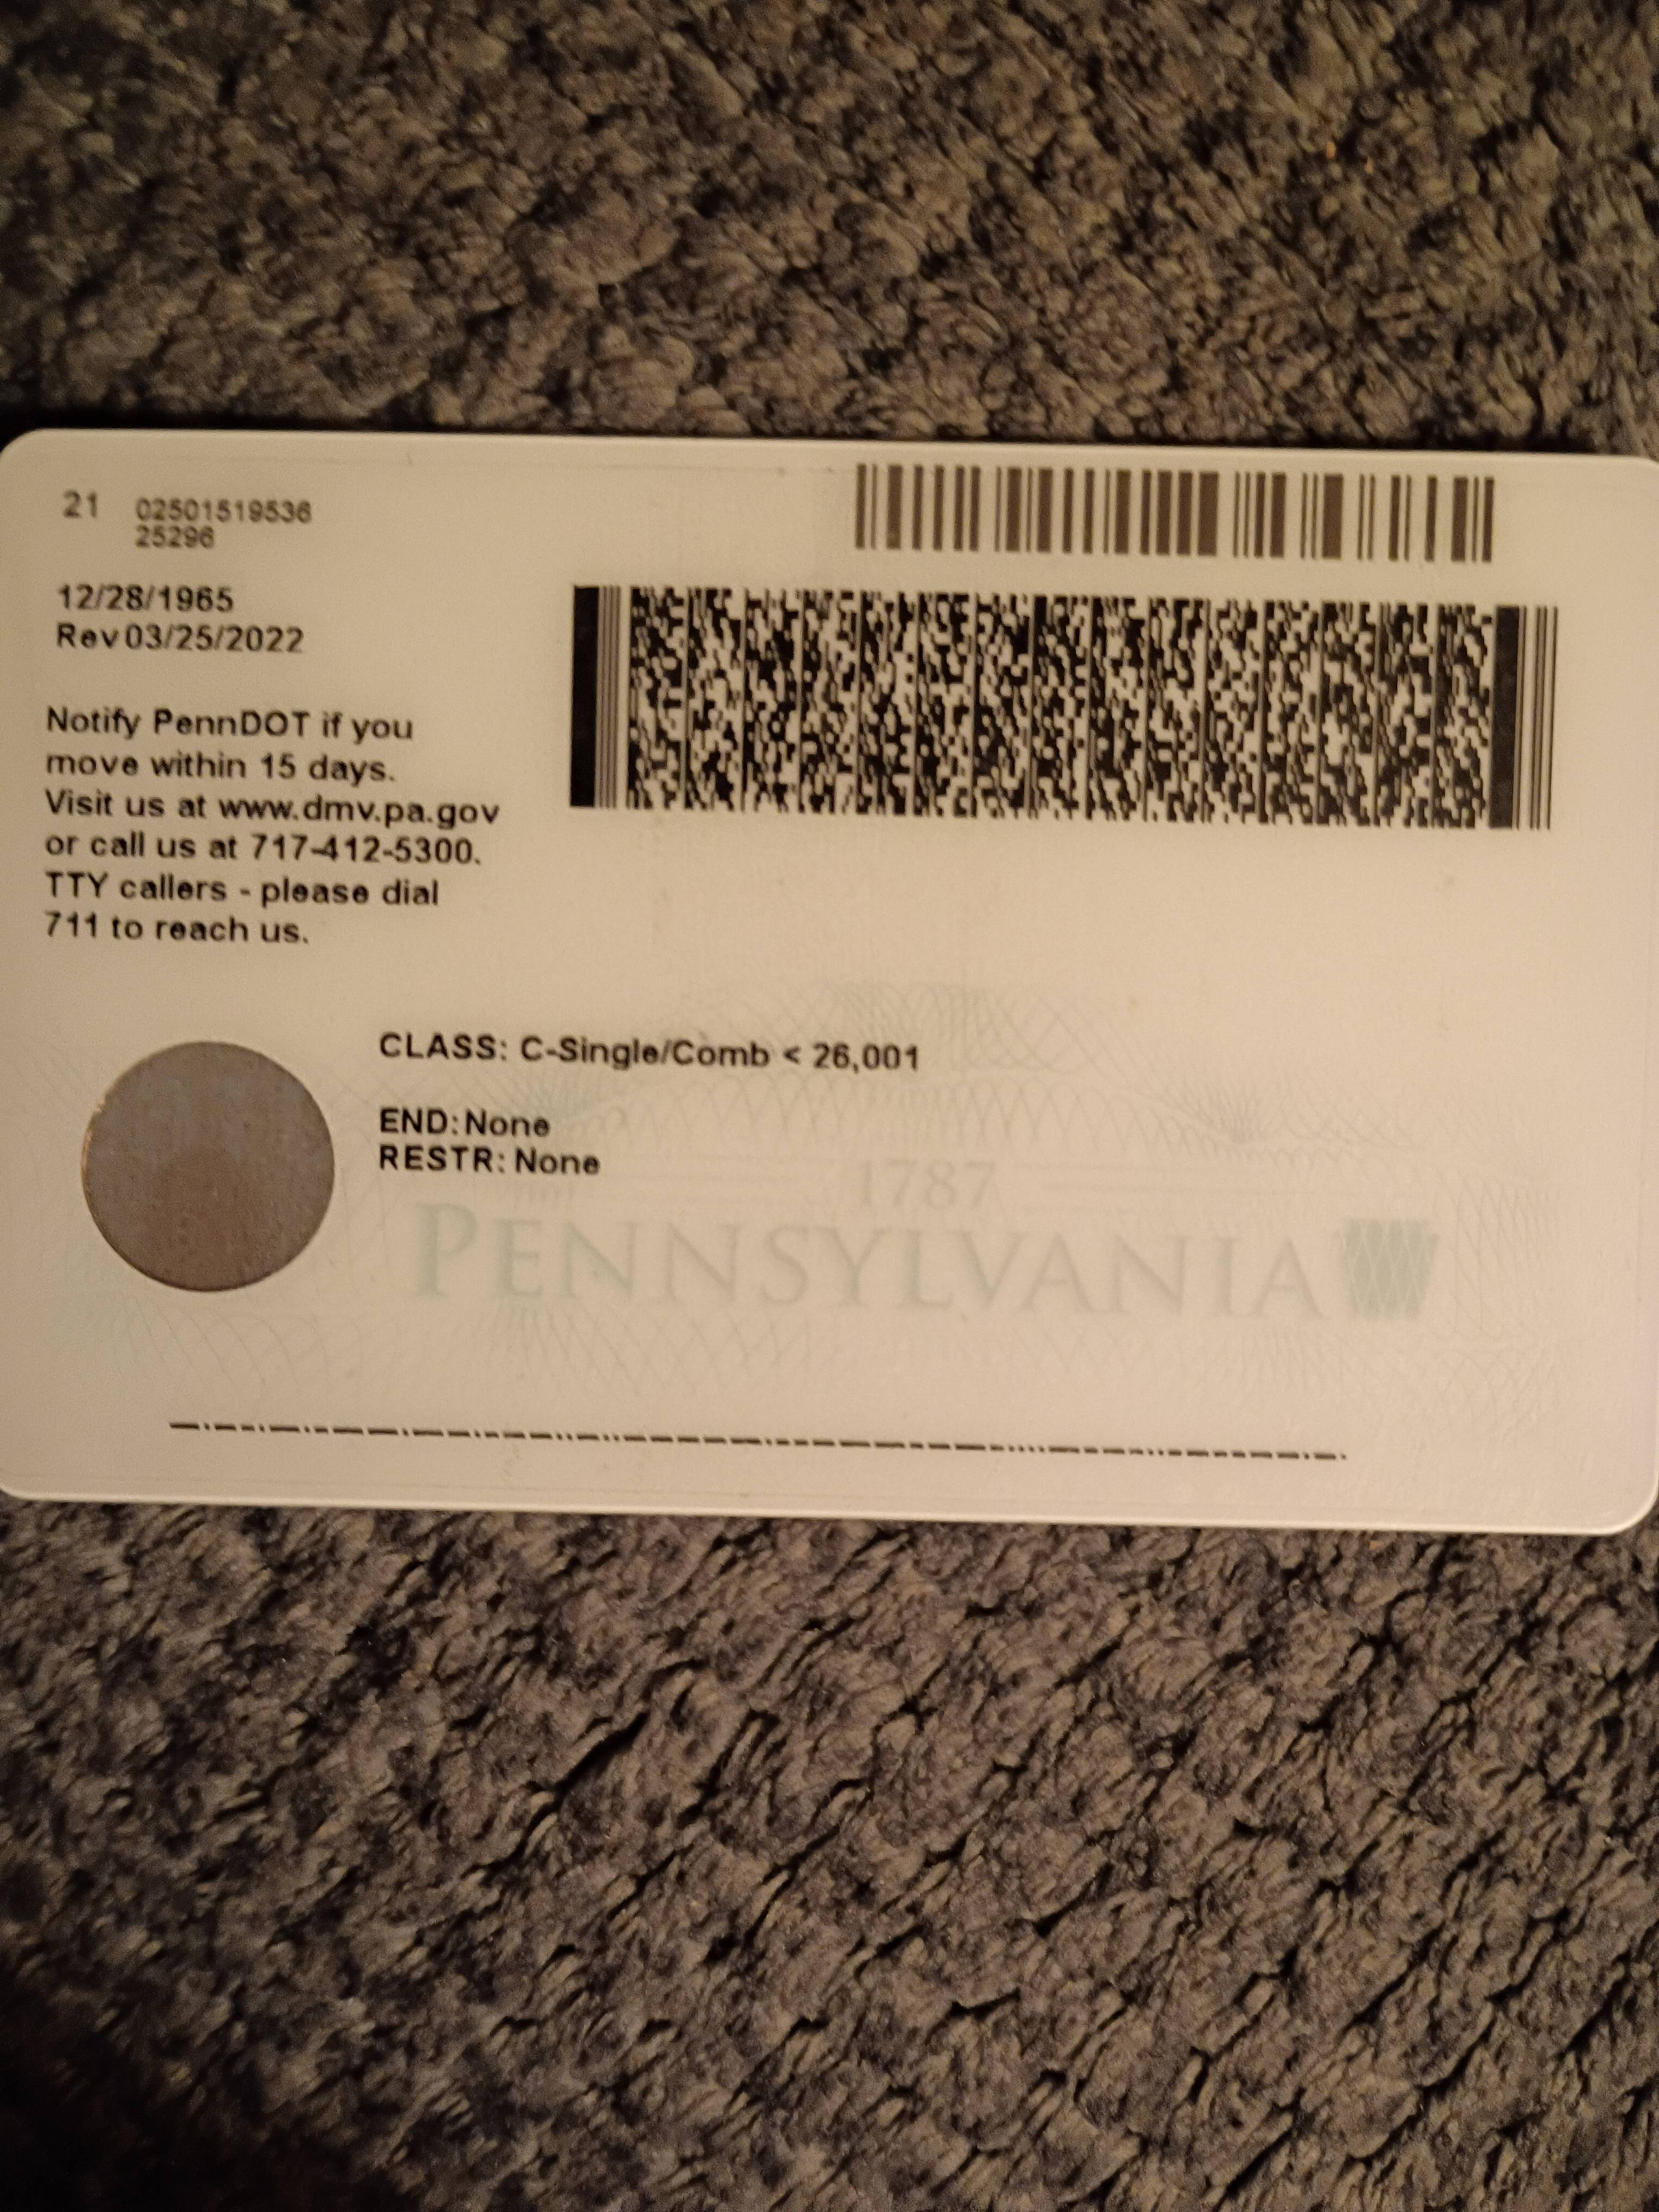 21 02501519536
25296
12/28/1965
Rev 03/25/2022
Notify PennDOT if you
move within 15 days.
Visit us at www.dmv.pa.gov
or call us at 717-412-5300.
TTY callers - please dial
711 to reach us.
CLASS: C-Single/Comb < 26,001
END: None
RESTR: None
1787
PENNSYLVANIA